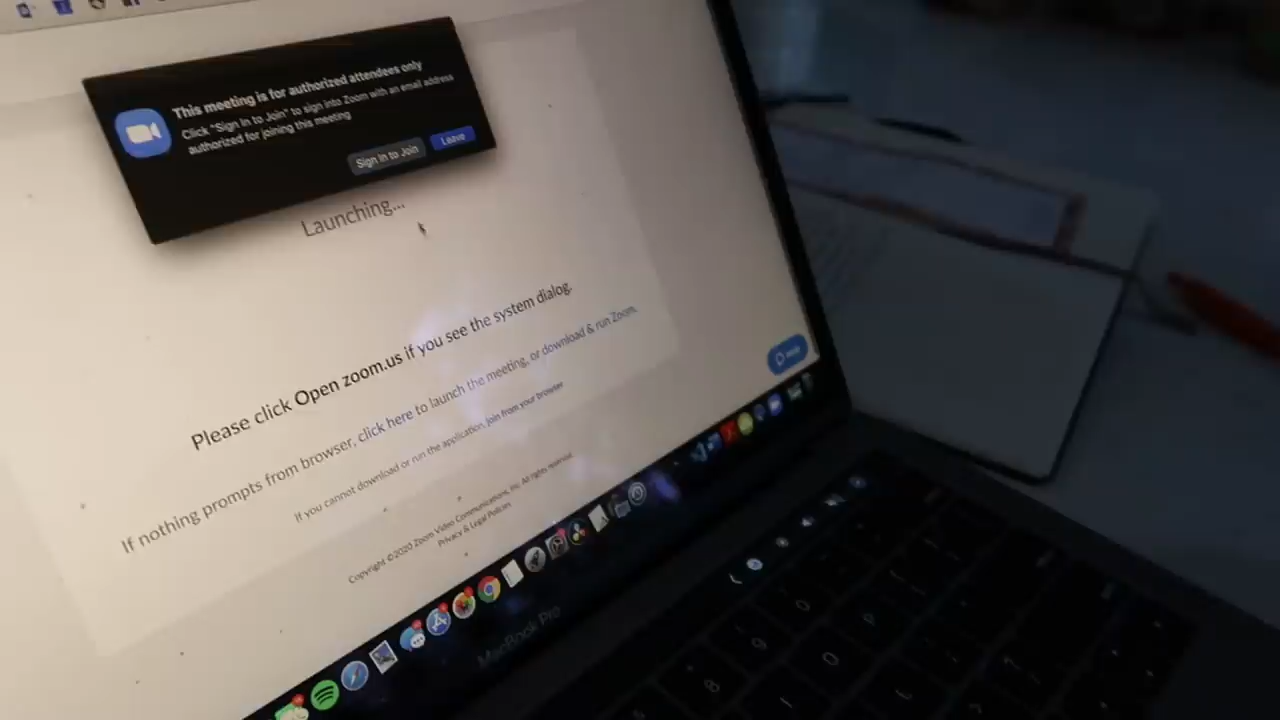 This meeting is for authorized attendees only
Click "Sign In to Join" to sign into Zoom with an email address
authorized for joining this meeting
Sign In to Join
Leave
Launching...
Please click Open zoom.us if you see the system dialog.
If nothing prompts from browser, click here to launch the meeting, or download & run Zoom.
If you cannot download or run the application, join from your browser
Copyright ©2020 Zoom Video Communications, Inc. All rights reserved.
Privacy & Legal Policies
MacBook Pro
8
9
0
I
O
P